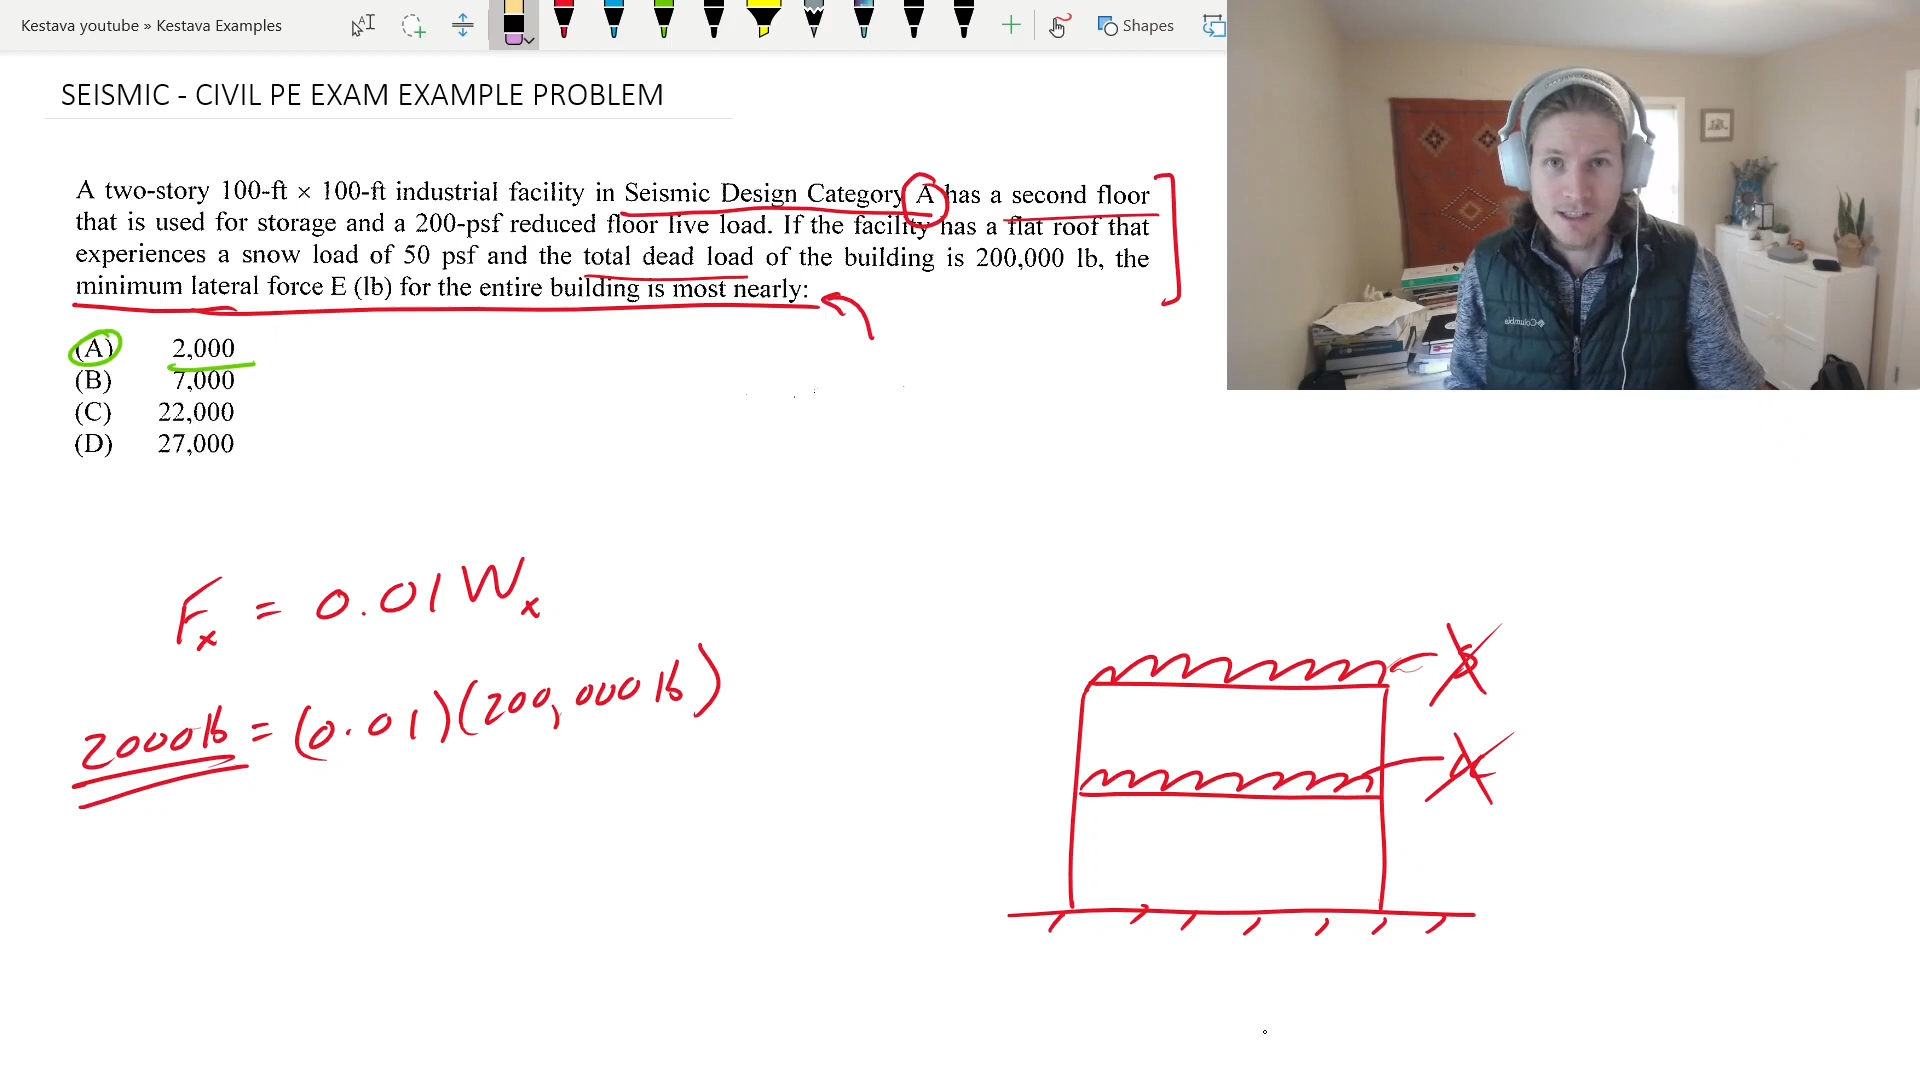 Kestava youtube » Kestava Examples
Shapes
SEISMIC - CIVIL PE EXAM EXAMPLE PROBLEM
A two-story 100-ft × 100-ft industrial facility in Seismic Design Category A has a second floor
that is used for storage and a 200-psf reduced floor live load. If the facility has a flat roof that
experiences a snow load of 50 psf and the total dead load of the building is 200,000 lb, the
minimum lateral force E (lb) for the entire building is most nearly:
(A) 2,000
(B) 7,000
(C) 22,000
(D) 27,000
Fx = 0.01 Wx
2000 lb = (0.01)(200,000 lb)
S
Columbia